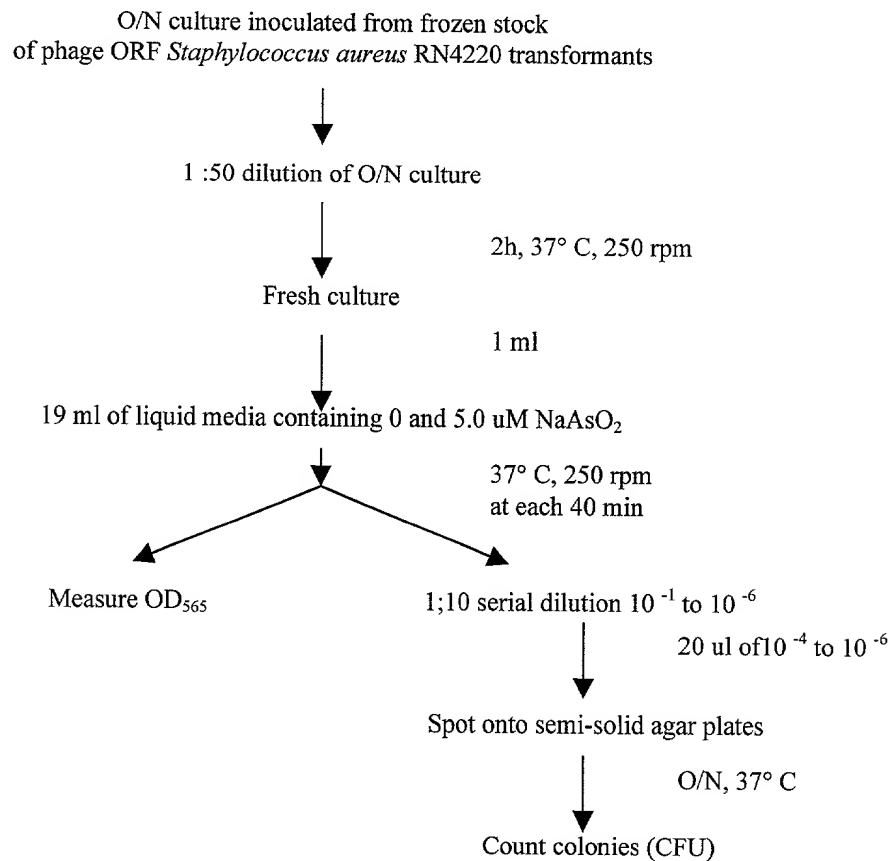 O/N culture inoculated from frozen stock
of phage ORF Staphylococcus aureus RN4220 transformants
1 :50 dilution of O/N culture
2h, 37° C, 250 rpm
Fresh culture
1 ml
19 ml of liquid media containing 0 and 5.0 uM NaAsO₂
37° C, 250 rpm
at each 40 min
Measure OD₅₆₅
1;10 serial dilution 10⁻¹ to 10⁻⁶
20 ul of10⁻⁴ to 10⁻⁶
Spot onto semi-solid agar plates
O/N, 37° C
Count colonies (CFU)